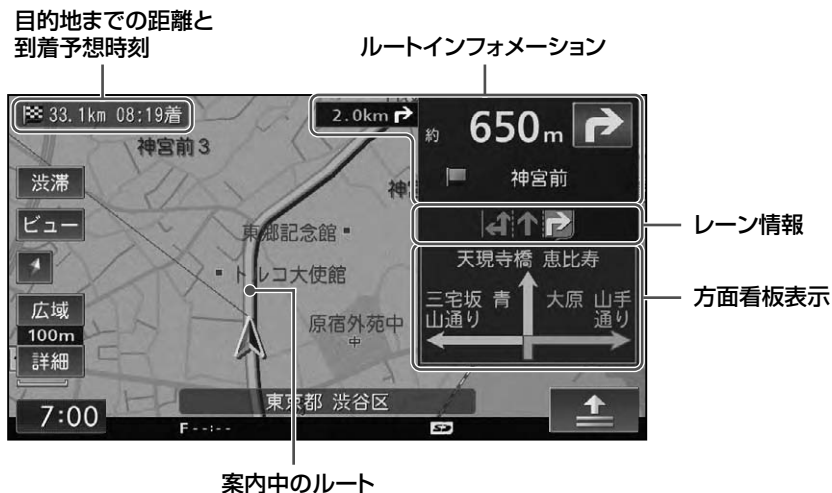 目的地までの距離と
到着予想時刻
ルートインフォメーション
33.1km 08:19着
2.0km
約 650m
神宮前3
神宮前
渋滞
神宮
レーン情報
ビュー
東郷記念館
天現寺橋 恵比寿
方面看板表示
トルコ大使館
三宅坂 青
山通り
大原 山手
通り
広域
100m
詳細
原宿外苑中
中
東京都 渋谷区
7:00
F--:--
SD
案内中のルート